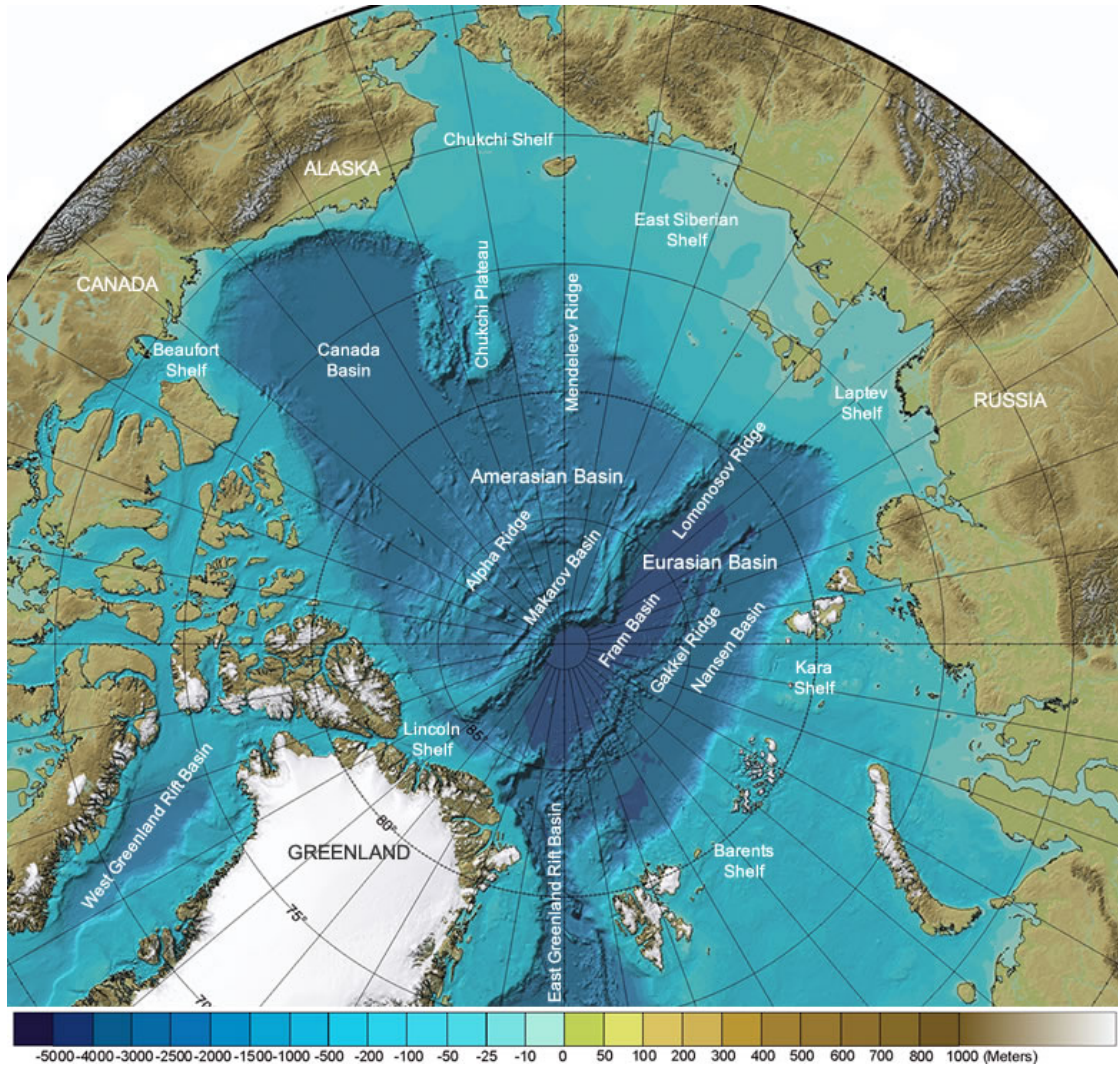 Chukchi Shelf
ALASKA
East Siberian
Shelf
CANADA
Chukchi Plateau
Mendeleev Ridge
Beaufort
Shelf
Canada
Basin
Laptev
Shelf
RUSSIA
Amerasian Basin
Lomonosov Ridge
Alpha Ridge
Makarov Basin
Eurasian Basin
Fram Basin
Gakkel Ridge
Nansen Basin
Kara
Shelf
Lincoln
Shelf
85°
West Greenland Rift Basin
80°
GREENLAND
East Greenland Rift Basin
Barents
Shelf
75°
-5000 -4000 -3000 -2500 -2000 -1500 -1000 -500 -200 -100 -50 -25 -10 0 50 100 200 300 400 600 700 800 1000 (Meters)